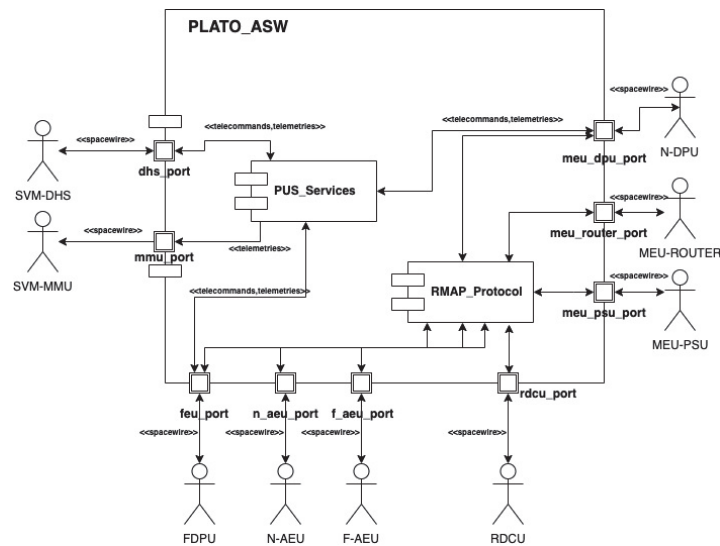 PLATO_ASW
<<spacewire>>
<<telecommands,telemetries>>
N-DPU
<<telecommands,telemetries>>
<<spacewire>>
dhs_port
meu_dpu_port
SVM-DHS
PUS_Services
<<spacewire>>
<<spacewire>>
mmu_port
<<telemetries>>
meu_router_port
MEU-ROUTER
SVM-MMU
<<spacewire>>
<<telecommands,telemetries>>
RMAP_Protocol
meu_psu_port
MEU-PSU
feu_port
n_aeu_port
f_aeu_port
rdcu_port
<<spacewire>>
<<spacewire>>
<<spacewire>>
<<spacewire>>
FDPU
N-AEU
F-AEU
RDCU